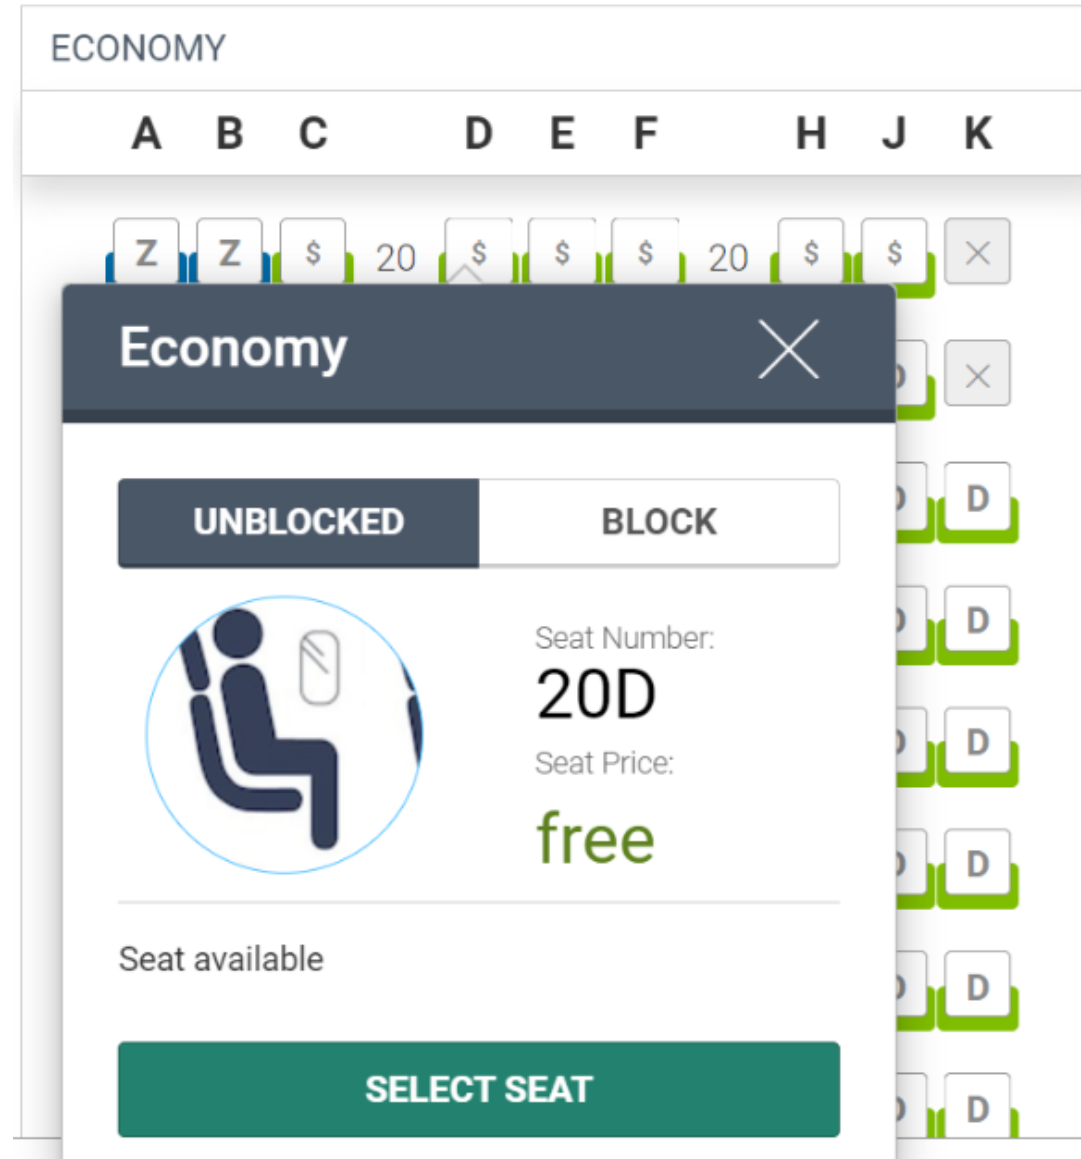 ECONOMY
A B C D E F H J K
Z Z $ 20 $ $ $ 20 $ $ X
Economy
X
UNBLOCKED BLOCK
D
Seat Number:
20D
D
Seat Price:
D
free
D
Seat available
D
SELECT SEAT
D